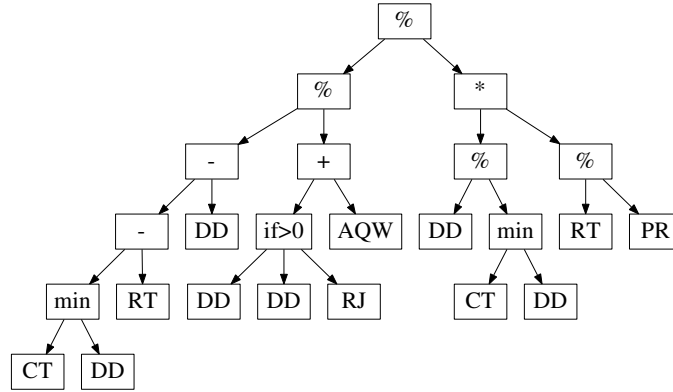 %
% *
- + % %
- DD if>0 AQW DD min RT PR
min RT DD DD RJ CT DD
CT DD